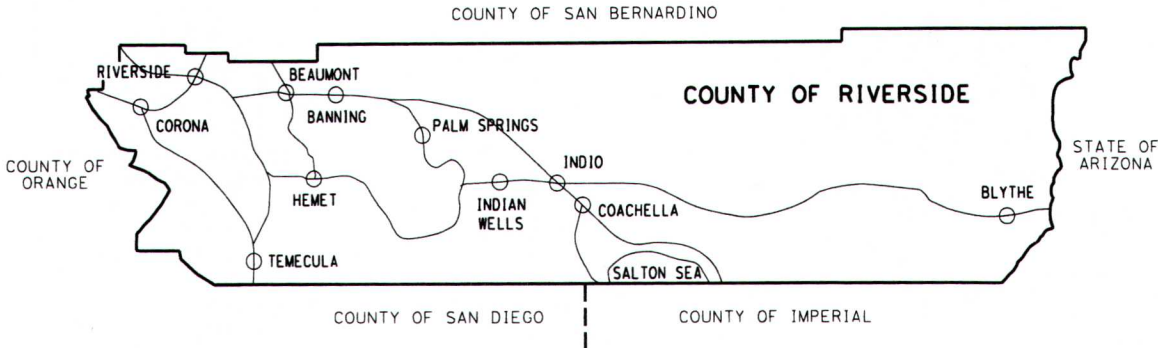 COUNTY OF SAN BERNARDINO
RIVERSIDE
BEAUMONT
COUNTY OF RIVERSIDE
BANNING
CORONA
PALM SPRINGS
STATE OF
ARIZONA
COUNTY OF
ORANGE
INDIO
HEMET
INDIAN
WELLS
COACHELLA
BLYTHE
TEMECULA
SALTON SEA
COUNTY OF SAN DIEGO
COUNTY OF IMPERIAL